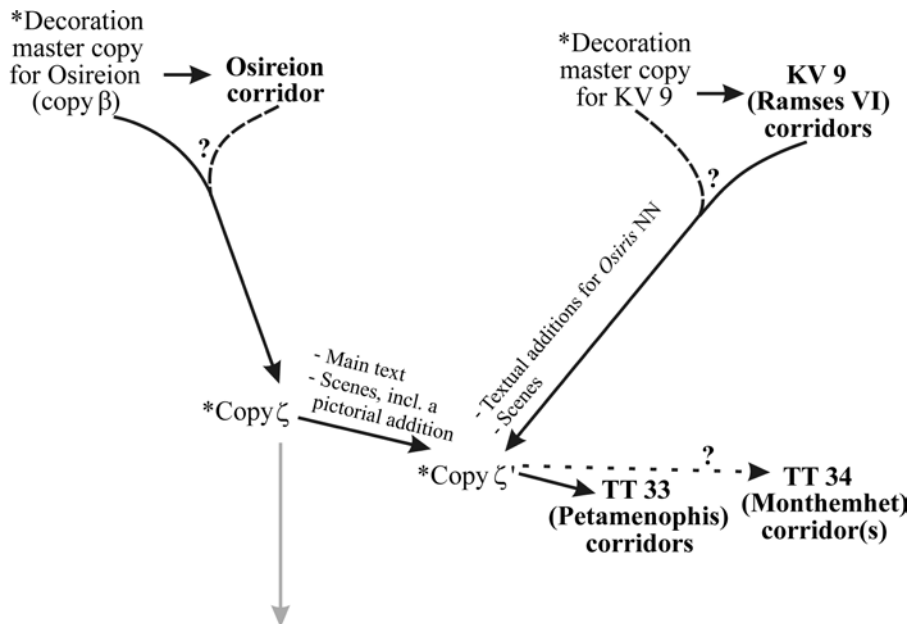 *Decoration
master copy
for Osireion
(copy β)
Osireion
corridor
?
*Decoration
master copy
for KV 9
KV 9
(Ramses VI)
corridors
?
- Textual additions for Osiris NN
- Scenes
- Main text
- Scenes, incl. a
pictorial addition
*Copy ζ
*Copy ζ'
?
TT 33
(Petamenophis)
corridors
TT 34
(Monthemhet)
corridor(s)